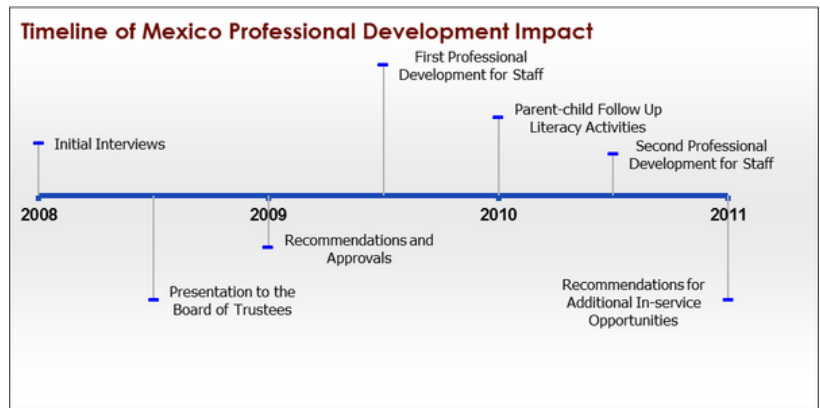 Timeline of Mexico Professional Development Impact
First Professional
Development for Staff
Parent-child Follow Up
Literacy Activities
Initial Interviews
Second Professional
Development for Staff
2008
2009
2010
2011
Recommendations and
Approvals
Presentation to the
Board of Trustees
Recommendations for
Additional In-service
Opportunities